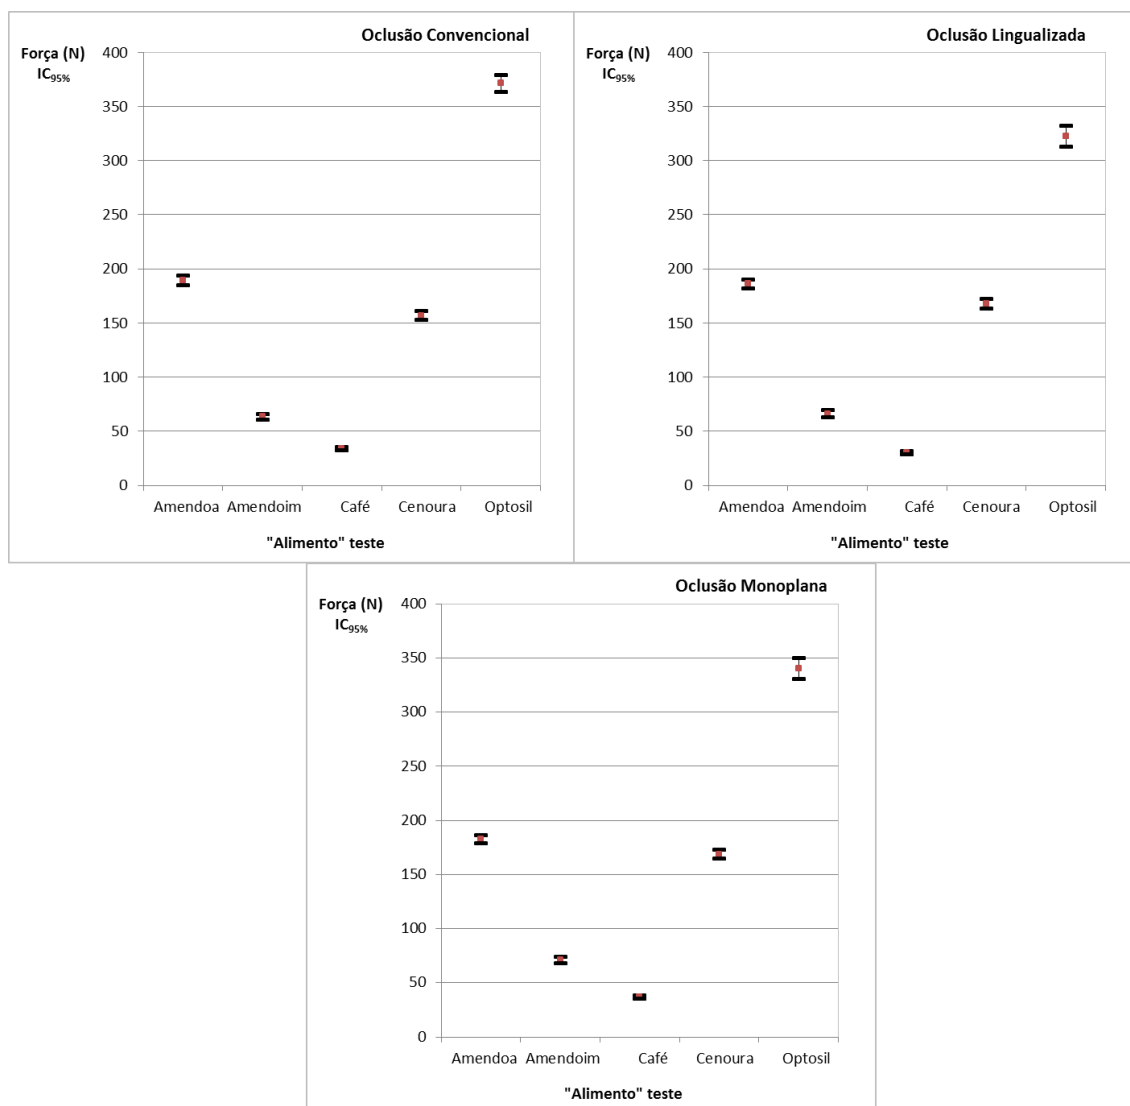 Oclusão Convencional
Força (N)
IC95%
400
350
300
250
200
150
100
50
0
Amendoa Amendoim Café Cenoura Optosil
"Alimento" teste
Oclusão Lingualizada
Força (N)
IC95%
400
350
300
250
200
150
100
50
0
Amendoa Amendoim Café Cenoura Optosil
"Alimento" teste
Oclusão Monoplana
Força (N)
IC95%
400
350
300
250
200
150
100
50
0
Amendoa Amendoim Café Cenoura Optosil
"Alimento" teste